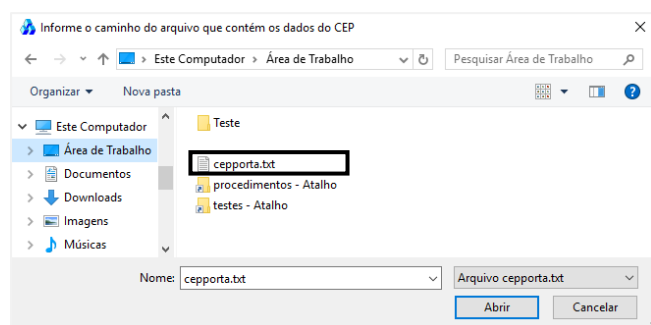 Informe o caminho do arquivo que contém os dados do CEP
Este Computador > Área de Trabalho
Pesquisar Área de Trabalho
Organizar
Nova pasta
Este Computador
Área de Trabalho
Documentos
Downloads
Imagens
Músicas
Teste
cepporta.txt
procedimentos - Atalho
testes - Atalho
Nome: cepporta.txt
Arquivo cepporta.txt
Abrir
Cancelar